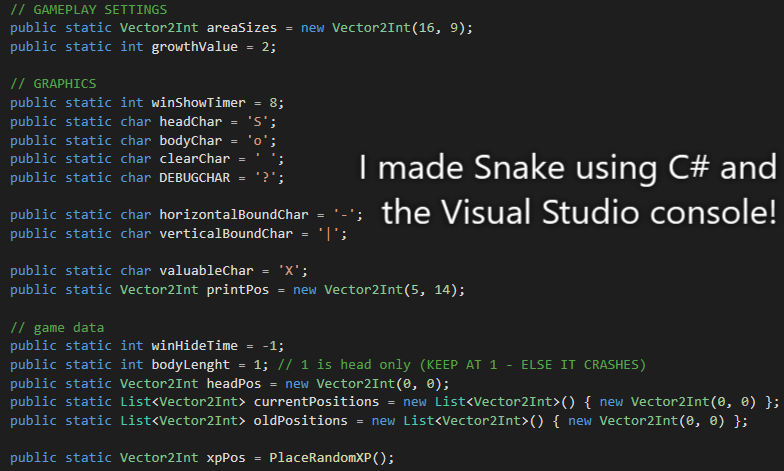 // GAMEPLAY SETTINGS
public static Vector2Int areaSizes = new Vector2Int(16, 9);
public static int growthValue = 2;
// GRAPHICS
public static int winShowTimer = 8;
public static char headChar = 'S';
public static char bodyChar = 'o';
public static char clearChar = ' ';
public static char DEBUGCHAR = '?';
I made Snake using C# and
the Visual Studio console!
public static char horizontalBoundChar = '-';
public static char verticalBoundChar = '|';
public static char valuableChar = 'X';
public static Vector2Int printPos = new Vector2Int(5, 14);
// game data
public static int winHideTime = -1;
public static int bodyLenght = 1; // 1 is head only (KEEP AT 1 - ELSE IT CRASHES)
public static Vector2Int headPos = new Vector2Int(0, 0);
public static List<Vector2Int> currentPositions = new List<Vector2Int>() { new Vector2Int(0, 0) };
public static List<Vector2Int> oldPositions = new List<Vector2Int>() { new Vector2Int(0, 0) };
public static Vector2Int xpPos = PlaceRandomXP();